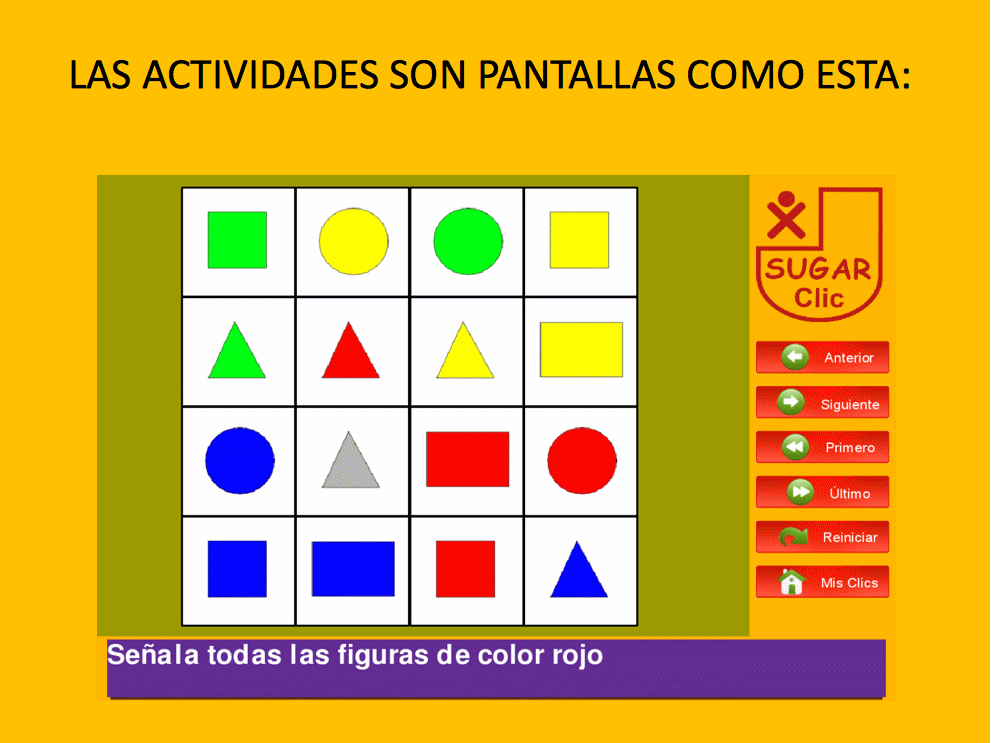 LAS ACTIVIDADES SON PANTALLAS COMO ESTA:
SUGAR
Clic
Anterior
Siguiente
Primero
Último
Reiniciar
Mis Clics
Señala todas las figuras de color rojo